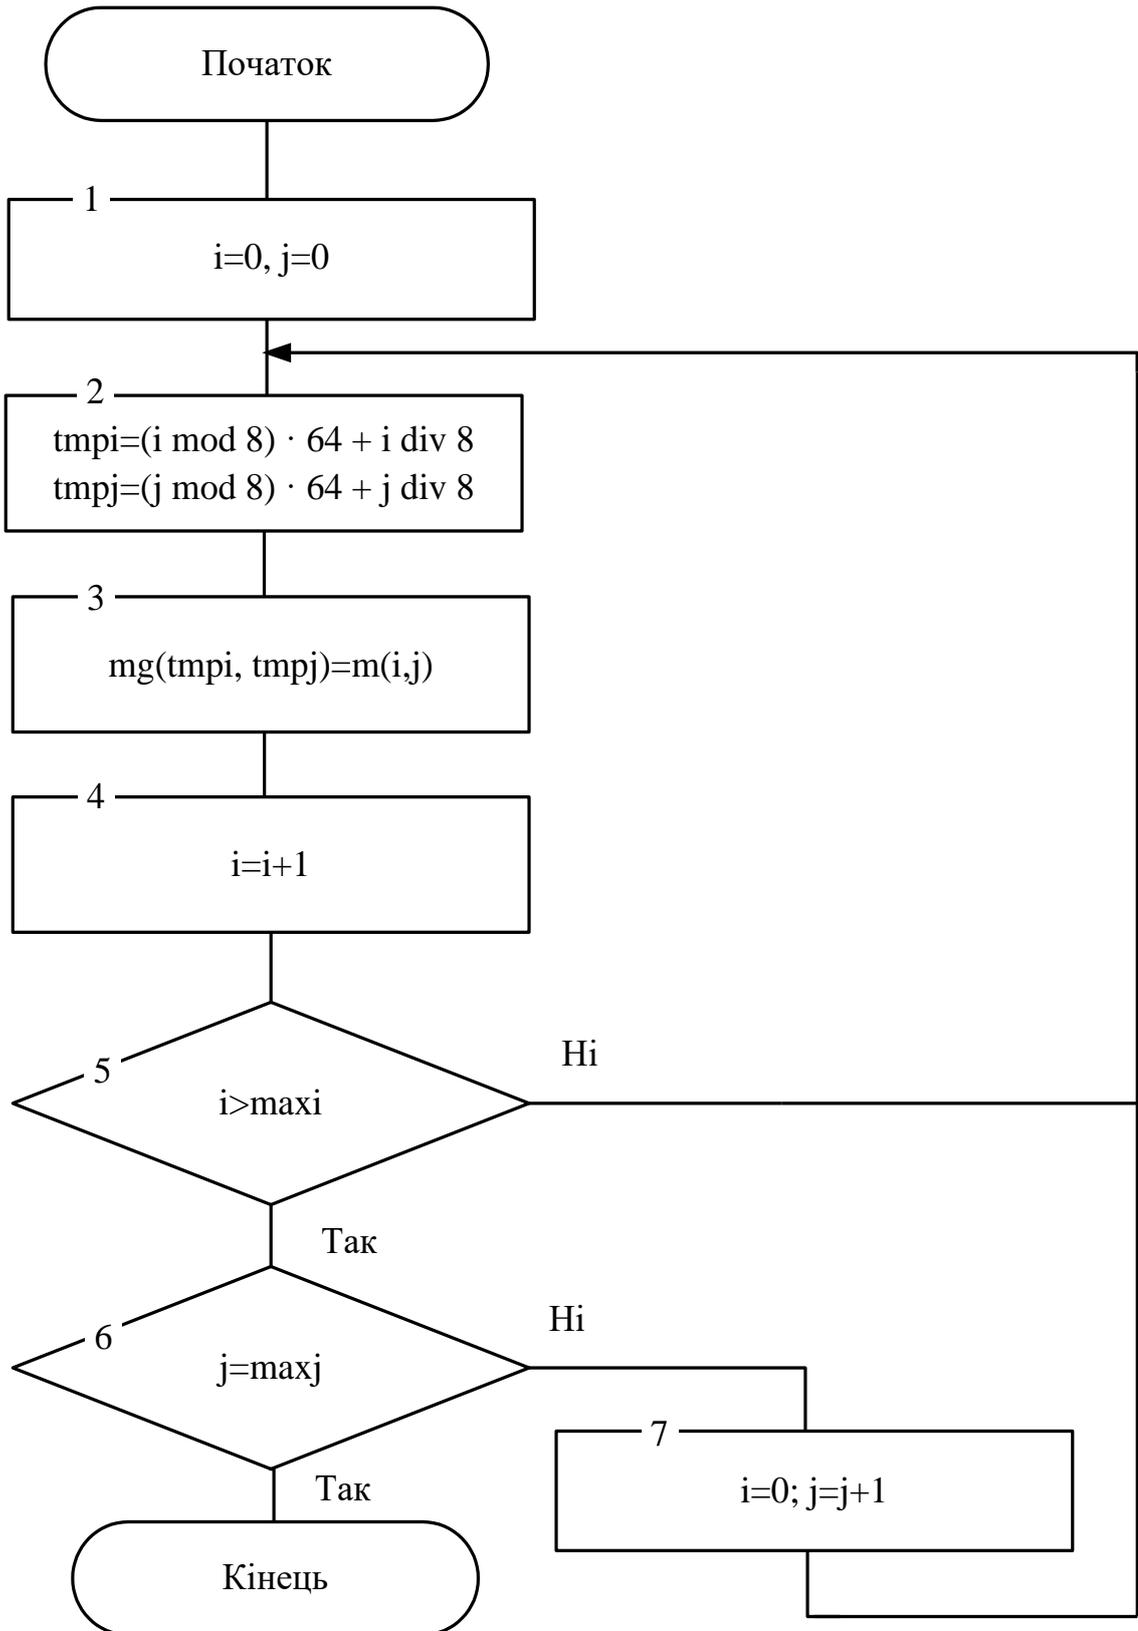 Початок
1
i=0, j=0
2
tmpi=(i mod 8) · 64 + i div 8
tmpj=(j mod 8) · 64 + j div 8
3
mg(tmpi, tmpj)=m(i,j)
4
i=i+1
5
Ні
i>maxi
Так
6
Ні
j=maxj
7
i=0; j=j+1
Так
Кінець